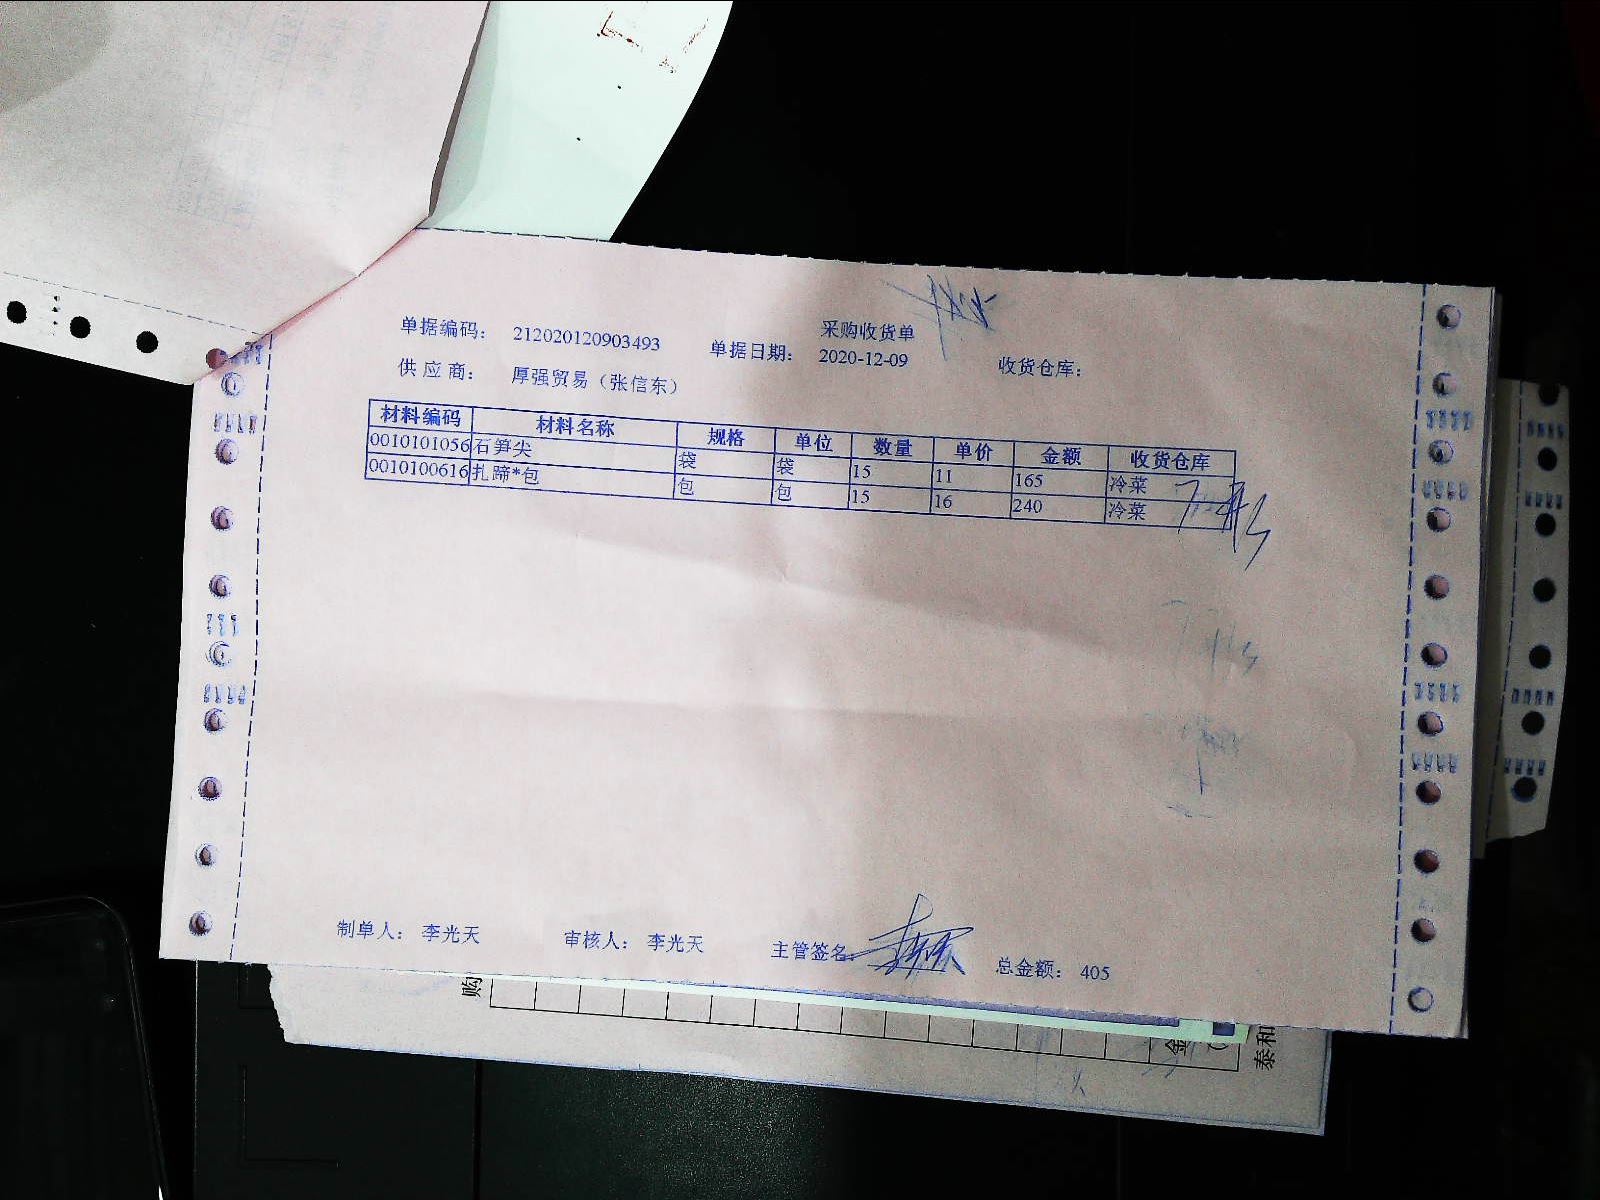 采购收货单
单据编码： 212020120903493 单据日期： 2020-12-09 收货仓库：
供应商： 厚强贸易（张信东）
材料编码 材料名称 规格 单位 数量 单价 金额 收货仓库
0010101056 石笋尖 袋 袋 15 11 165 冷菜
0010100616 扎蹄*包 包 包 15 16 240 冷菜
制单人： 李光天 审核人： 李光天 主管签名 总金额： 405
购
金
泰和